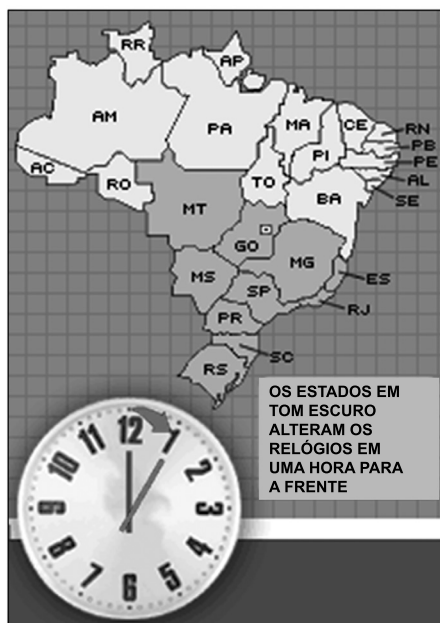 RR
AP
AM
PA
MA
CE
RN
PB
PI
PE
AC
AL
RO
TO
SE
BA
MT
GO
MG
MS
ES
SP
RJ
PR
SC
RS
OS ESTADOS EM
TOM ESCURO
ALTERAM OS
RELÓGIOS EM
UMA HORA PARA
A FRENTE
12
1
2
3
4
5
6
7
8
9
10
11